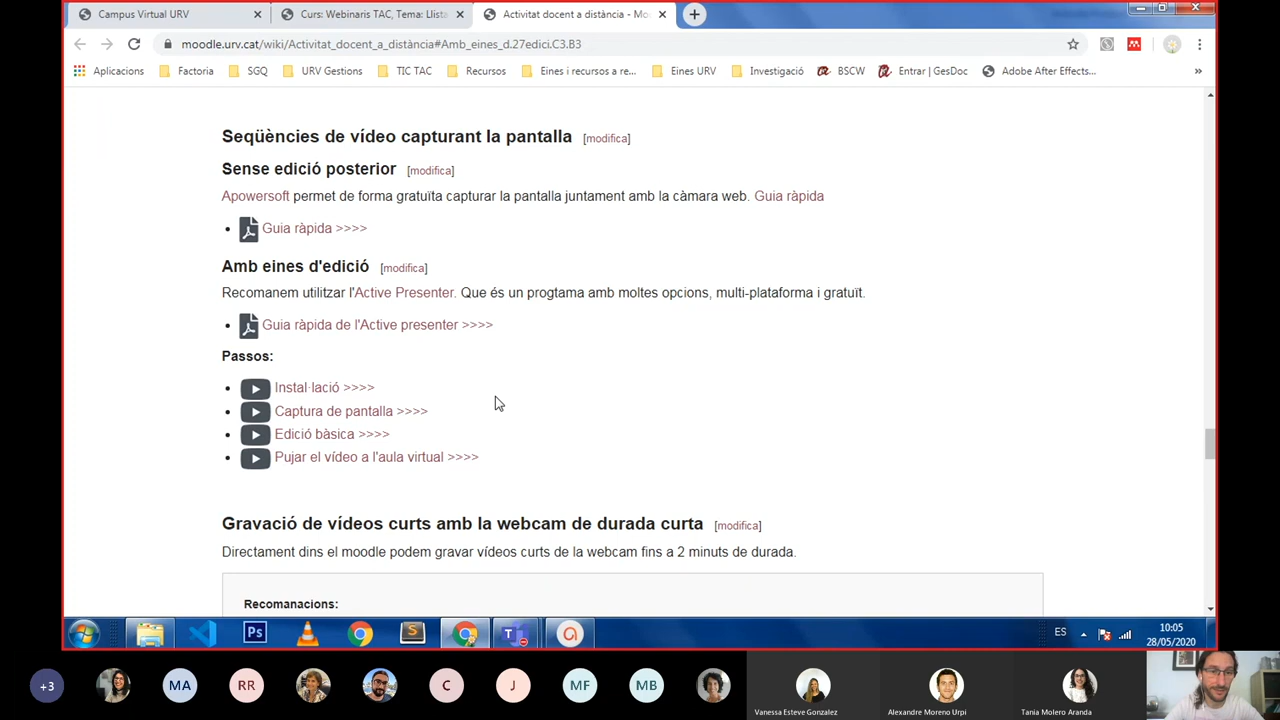 Campus Virtual URV
Curs: Webinaris TAC, Tema: Llista
Activitat docent a distància - Mo
moodle.urv.cat/wiki/Activitat_docent_a_distància#Amb_eines_d.27edici.C3.B3
Aplicacions Factoria SGQ URV Gestions TIC TAC Recursos Eines i recursos a re... Eines URV Investigació BSCW Entrar | GesDoc Adobe After Effects... »
Seqüències de vídeo capturant la pantalla [modifica]
Sense edició posterior [modifica]
Apowersoft permet de forma gratuïta capturar la pantalla juntament amb la càmara web. Guia ràpida
Guia ràpida >>>>
Amb eines d'edició [modifica]
Recomanem utilitzar l'Active Presenter. Que és un progtama amb moltes opcions, multi-plataforma i gratuït.
Guia ràpida de l'Active presenter >>>>
Passos:
Instal·lació >>>>
Captura de pantalla >>>>
Edició bàsica >>>>
Pujar el vídeo a l'aula virtual >>>>
Gravació de vídeos curts amb la webcam de durada curta [modifica]
Directament dins el moodle podem gravar vídeos curts de la webcam fins a 2 minuts de durada.
Recomanacions:
Ps S T a ES 10:05
28/05/2020
+3 MA RR C J MF MB
Vanessa Esteve Gonzalez Alexandre Moreno Urpi Tania Molero Aranda